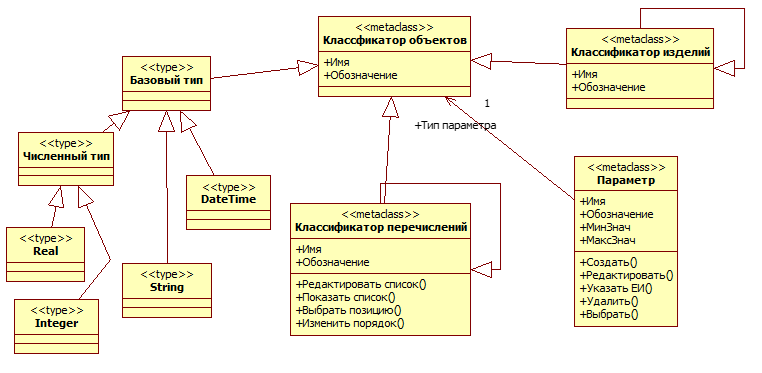 <<metaclass>>
Классфикатор объектов
+Имя
+Обозначение
<<metaclass>>
Классификатор изделий
+Имя
+Обозначение
<<type>>
Базовый тип
1
+Тип параметра
<<type>>
Численный тип
<<type>>
DateTime
<<metaclass>>
Параметр
+Имя
+Обозначение
+МинЗнач
+МаксЗнач
+Создать()
+Редактировать()
+Указать ЕИ()
+Удалить()
+Выбрать()
<<metaclass>>
Классификатор перечислений
+Имя
+Обозначение
+Редактировать список()
+Показать список()
+Выбрать позицию()
+Изменить порядок()
<<type>>
Real
<<type>>
String
<<type>>
Integer